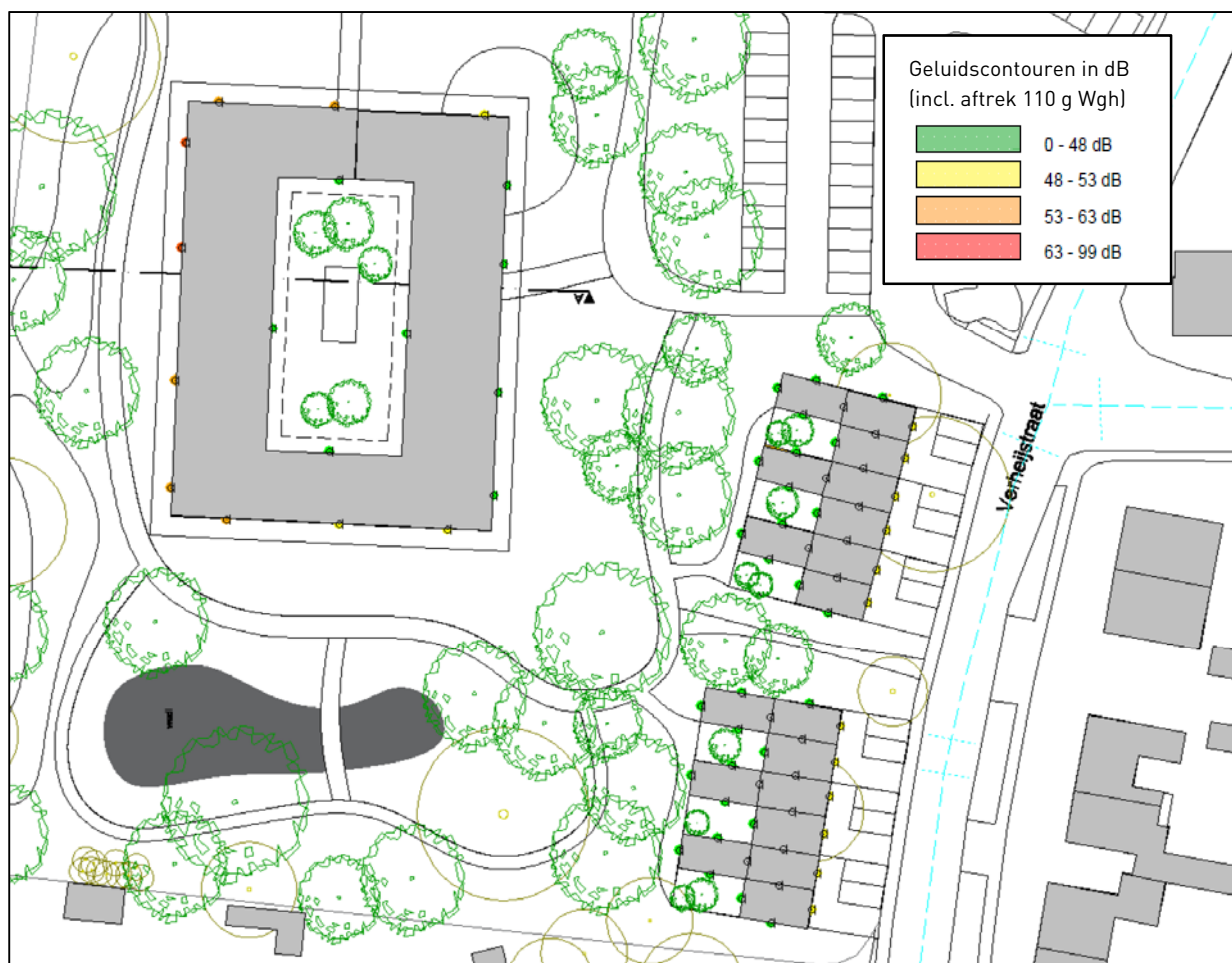 Geluidscontouren in dB
(incl. aftrek 110 g Wgh)
0 - 48 dB
48 - 53 dB
53 - 63 dB
63 - 99 dB
A
Verheijstraat